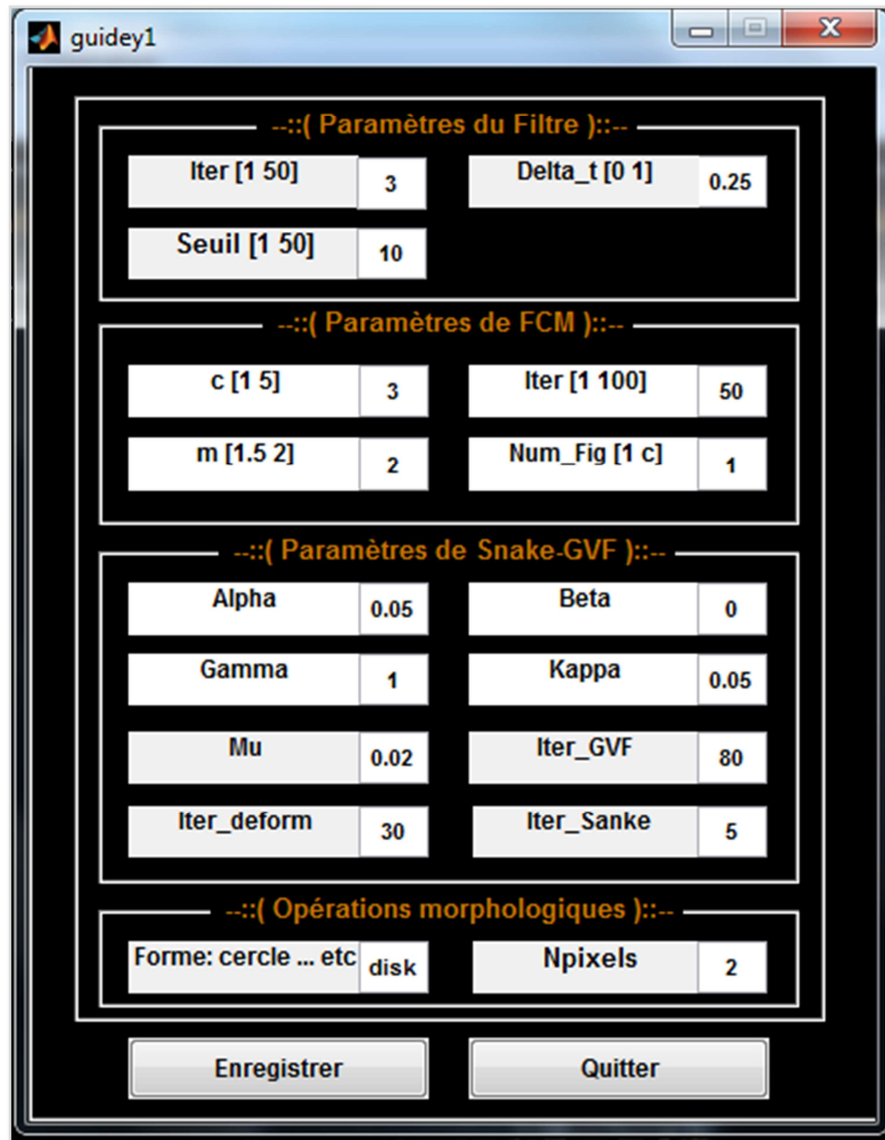 guidey1
--::( Paramètres du Filtre )::--
Iter [1 50] 3 Delta_t [0 1] 0.25
Seuil [1 50] 10
--::( Paramètres de FCM )::--
c [1 5] 3 Iter [1 100] 50
m [1.5 2] 2 Num_Fig [1 c] 1
--::( Paramètres de Snake-GVF )::--
Alpha 0.05 Beta 0
Gamma 1 Kappa 0.05
Mu 0.02 Iter_GVF 80
Iter_deform 30 Iter_Sanke 5
--::( Opérations morphologiques )::--
Forme: cercle ... etc disk Npixels 2
Enregistrer Quitter